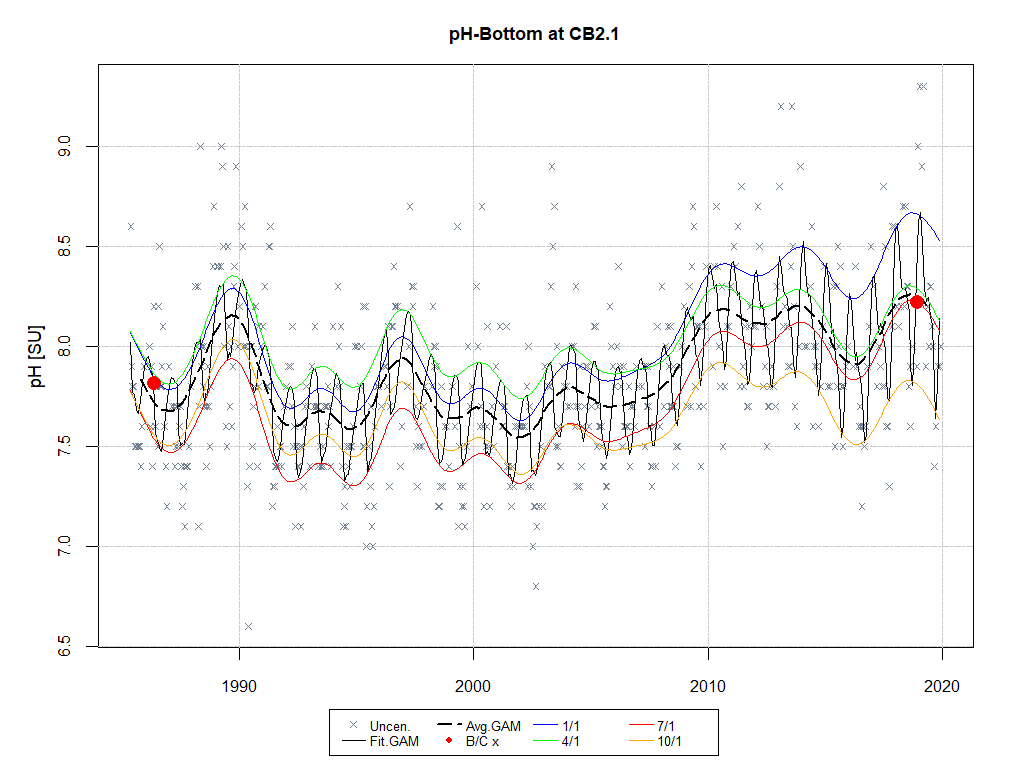 pH-Bottom at CB2.1
pH [SU]
9.0
8.5
8.0
7.5
7.0
6.5
1990 2000 2010 2020
Uncen. Avg.GAM 1/1 7/1
Fit.GAM B/C x 4/1 10/1